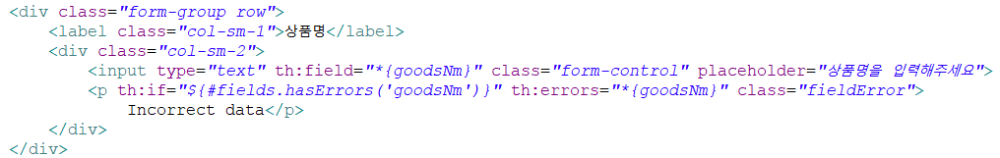 <div class="form-group row">
<label class="col-sm-1">상품명</label>
<div class="col-sm-2">
<input type="text" th:field="*{goodsNm}" class="form-control" placeholder="상품명을 입력해주세요">
<p th:if="${#fields.hasErrors('goodsNm')}" th:errors="*{goodsNm}" class="fieldError">
Incorrect data</p>
</div>
</div>